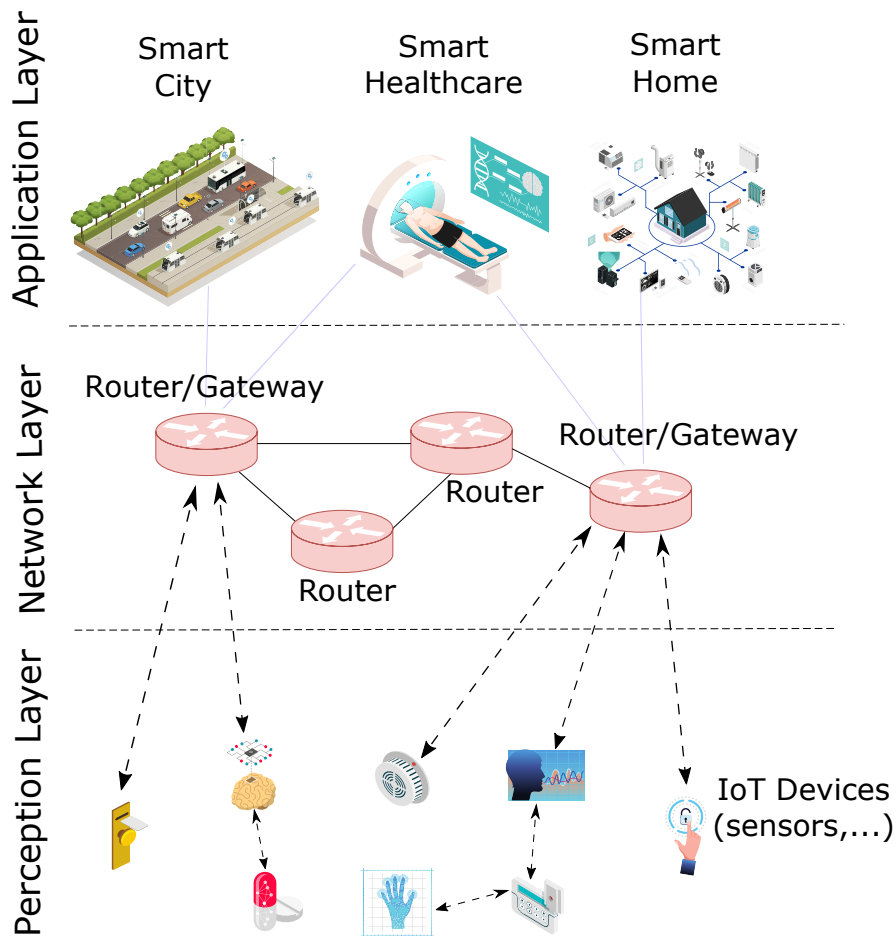 Application Layer
Smart
City
Smart
Healthcare
Smart
Home
Network Layer
Router/Gateway
Router/Gateway
Router
Router
Perception Layer
IoT Devices
(sensors,...)